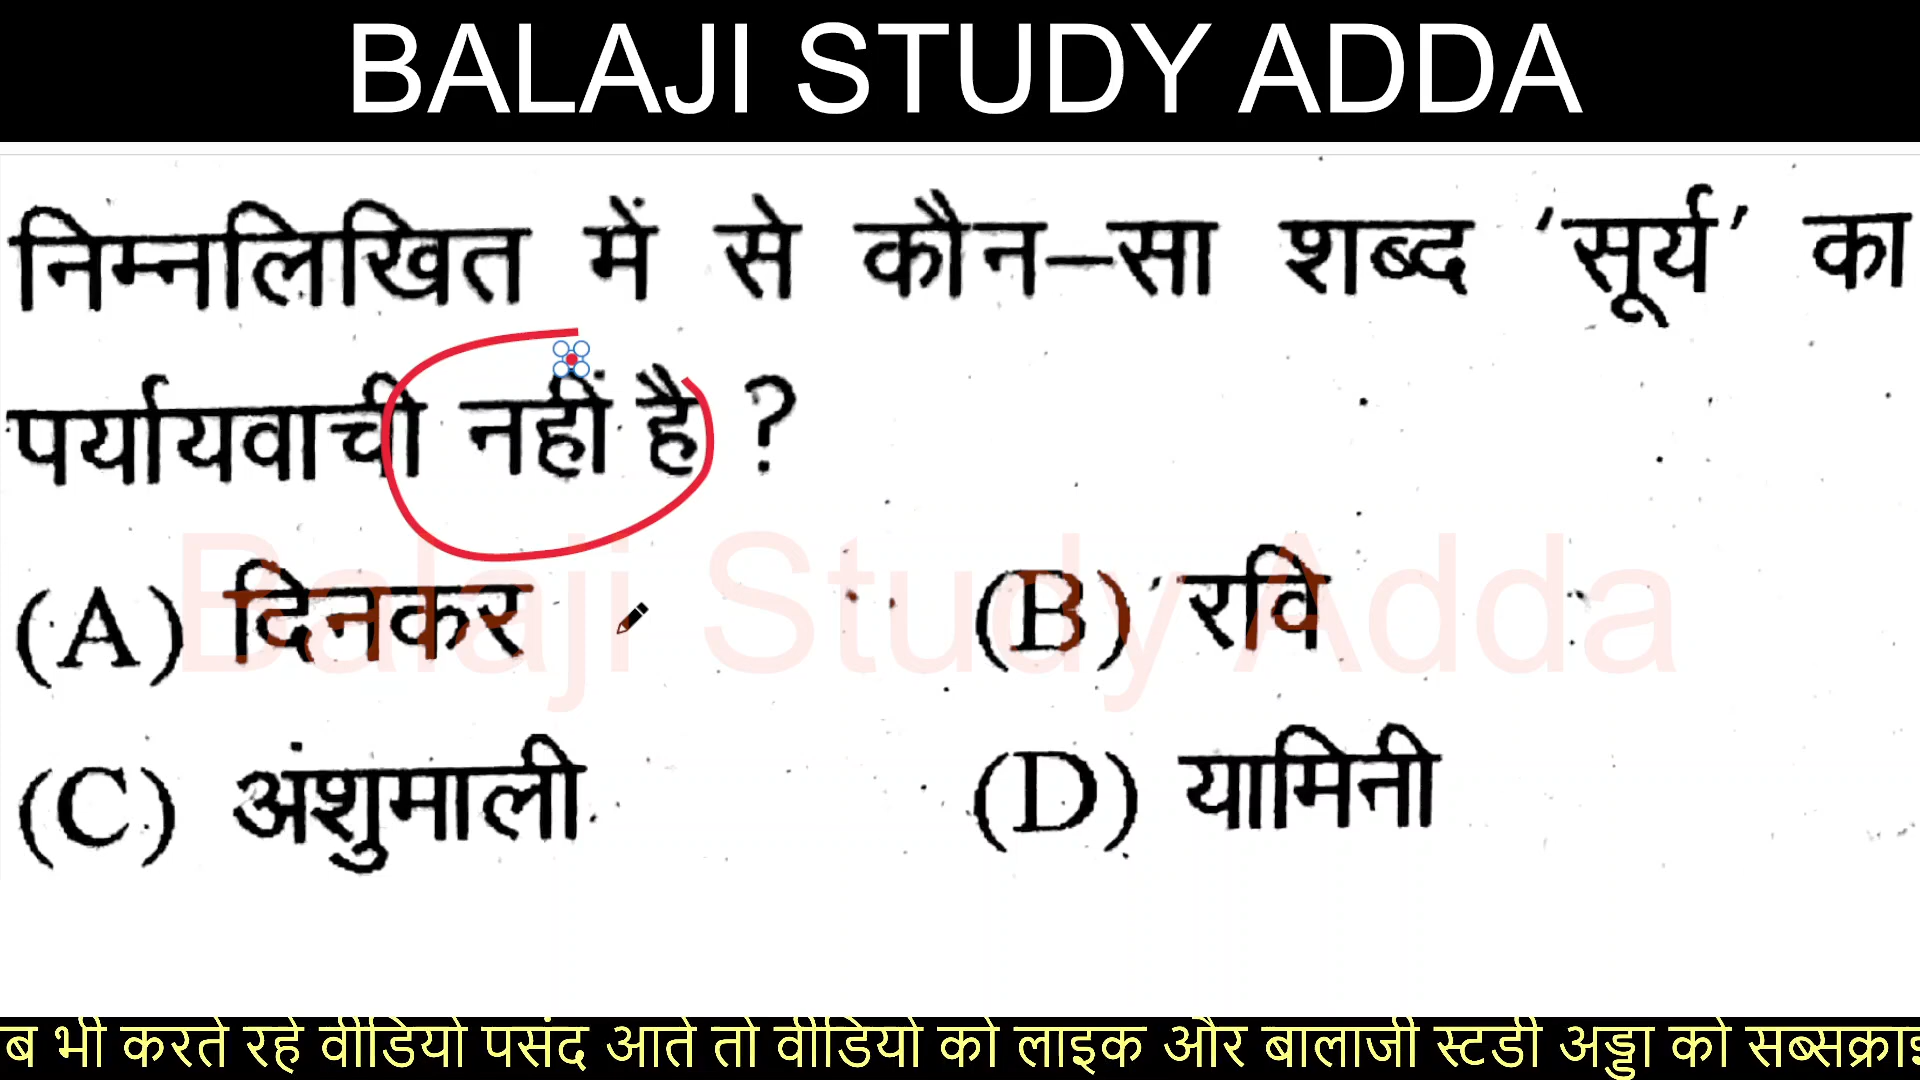 BALAJI STUDY ADDA
निम्नलिखित में से कौन–सा शब्द ‘सूर्य’ का
पर्यायवाची नहीं है ?
Balaji Study Adda
(A) दिनकर (B) रवि
(C) अंशुमाली (D) यामिनी
ब भी करते रहे वीडियो पसंद आते तो वीडियो को लाइक और बालाजी स्टडी अड्डा को सब्सक्राइ